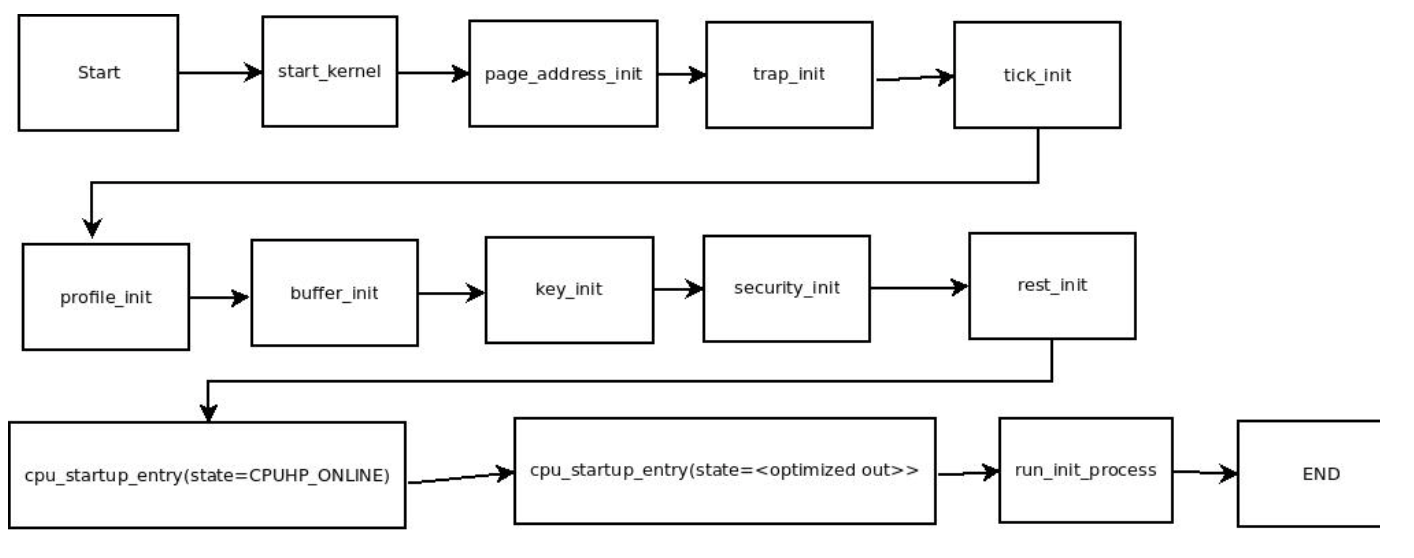 Start
start_kernel
page_address_init
trap_init
tick_init
profile_init
buffer_init
key_init
security_init
rest_init
cpu_startup_entry(state=CPUHP_ONLINE)
cpu_startup_entry(state=<optimized out>>
run_init_process
END